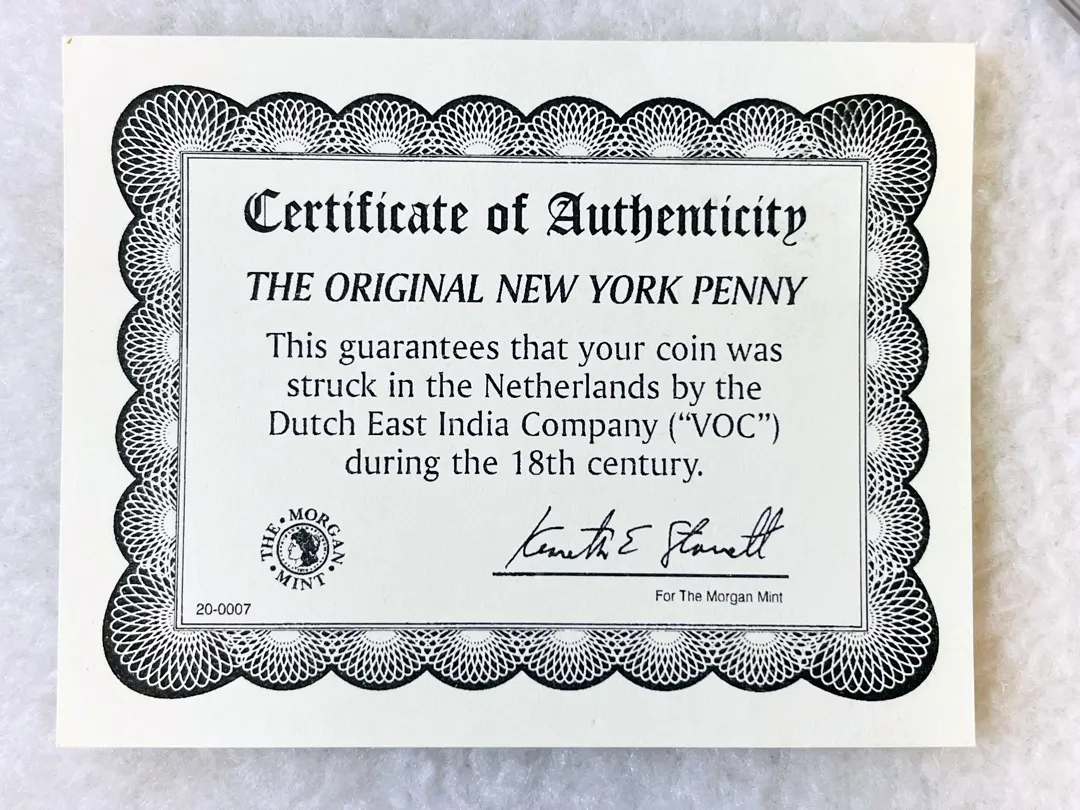 Certificate of Authenticity
THE ORIGINAL NEW YORK PENNY
This guarantees that your coin was
struck in the Netherlands by the
Dutch East India Company (“VOC”)
during the 18th century.
THE • MORGAN • MINT •
Kenneth E
For The Morgan Mint
20-0007